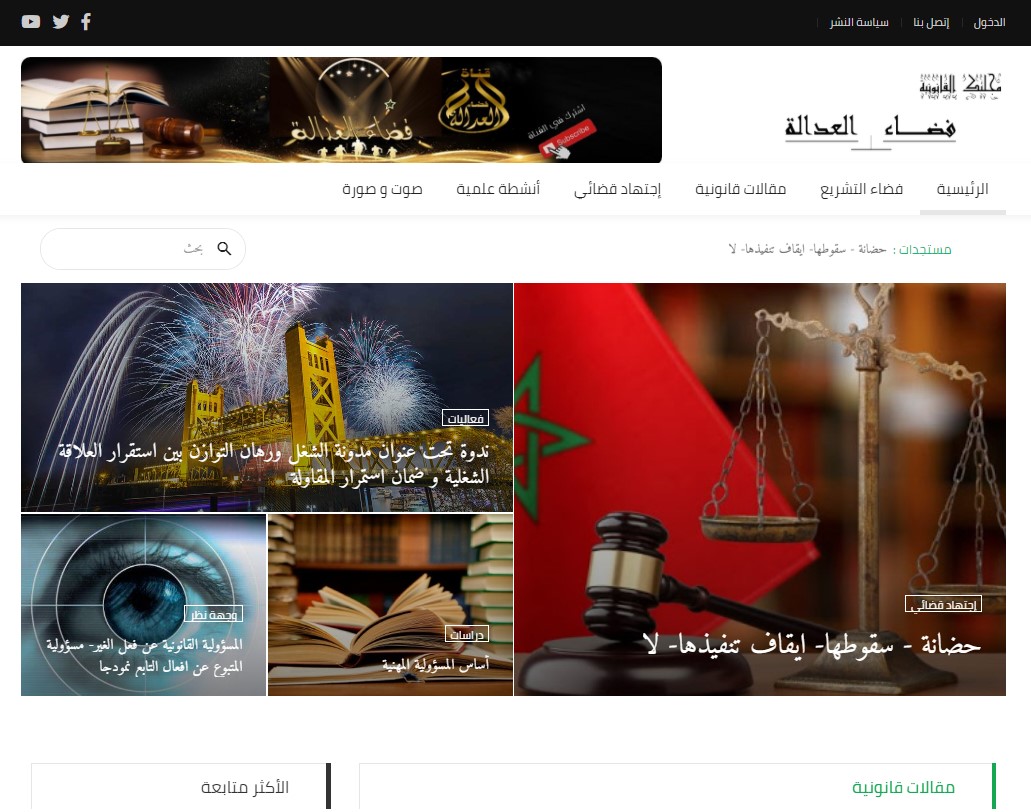 الدخول
إتصل بنا
سياسة النشر
مجلتك القانونية
فضاء العدالة
قناة
فضاء العدالة
فضاء العدالة
اشترك في القناة
Subscribe
الرئيسية
فضاء التشريع
مقالات قانونية
إجتهاد قضائي
أنشطة علمية
صوت و صورة
مستجدات : حضانة - سقوطها- ايقاف تنفيذها- لا
بحث
إجتهاد قضائي
حضانة - سقوطها- ايقاف تنفيذها- لا
فعاليات
ندوة تحت عنوان مدونة الشغل ورهان التوازن بين استقرار العلاقة
الشغلية و ضمان استمرار المقاولة
دراسات
أساس المسؤولية المهنية
وجهة نظر
المسؤولية القانونية عن فعل الغير- مسؤولية
المتبوع عن افعال التابع نموذجا
مقالات قانونية
الأكثر متابعة